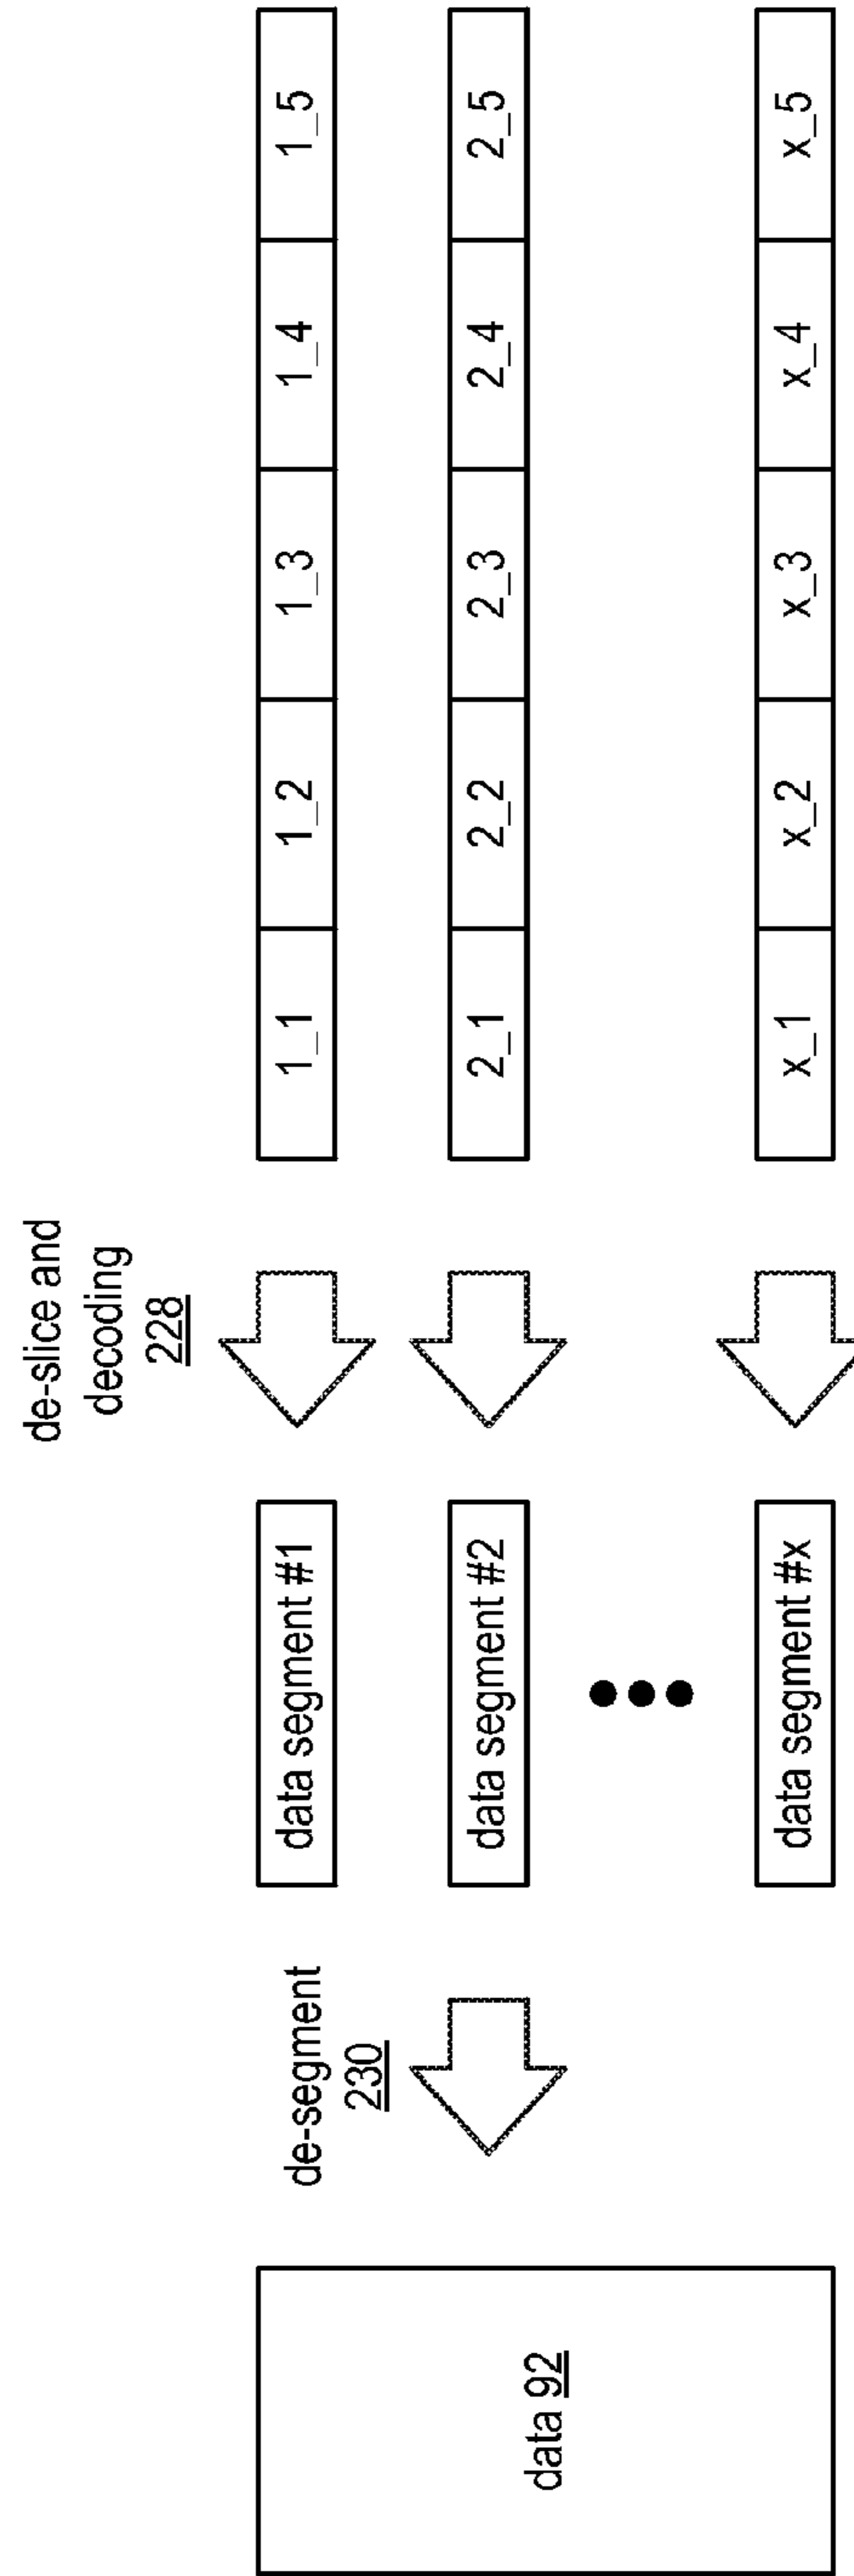 de-slice and
decoding
228
de-segment
230
data 92
data segment #1
1_1 1_2 1_3 1_4 1_5
data segment #2
2_1 2_2 2_3 2_4 2_5
data segment #x
x_1 x_2 x_3 x_4 x_5